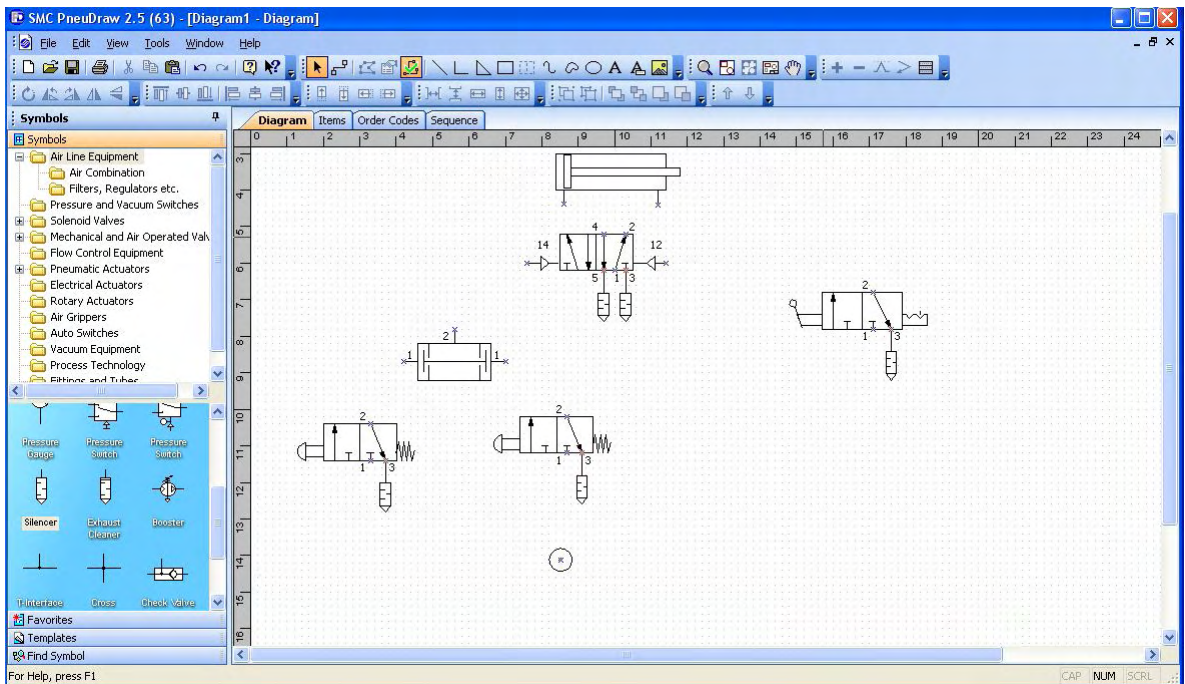 SMC PneuDraw 2.5 (63) - [Diagram1 - Diagram]
File Edit View Tools Window Help
Symbols
Diagram Items Order Codes Sequence
Symbols
0 1 2 3 4 5 6 7 8 9 10 11 12 13 14 15 16 17 18 19 20 21 22 23 24
Air Line Equipment
Air Combination
Filters, Regulators etc.
Pressure and Vacuum Switches
Solenoid Valves
Mechanical and Air Operated Valv
Flow Control Equipment
Pneumatic Actuators
Electrical Actuators
Rotary Actuators
Air Grippers
Auto Switches
Vacuum Equipment
Process Technology
Fittings and Tubes
Pressure Gauge
Pressure Switch
Pressure Switch
Silencer
Exhaust Cleaner
Booster
T-Interface
Cross
Check Valve
Favorites
Templates
Find Symbol
3
4
5
6
7
8
9
10
11
12
13
14
15
16
4 2
14 12
5 1 3
2
1 3
2
1 1
2
1 3
2
1 3
For Help, press F1
CAP NUM SCRL